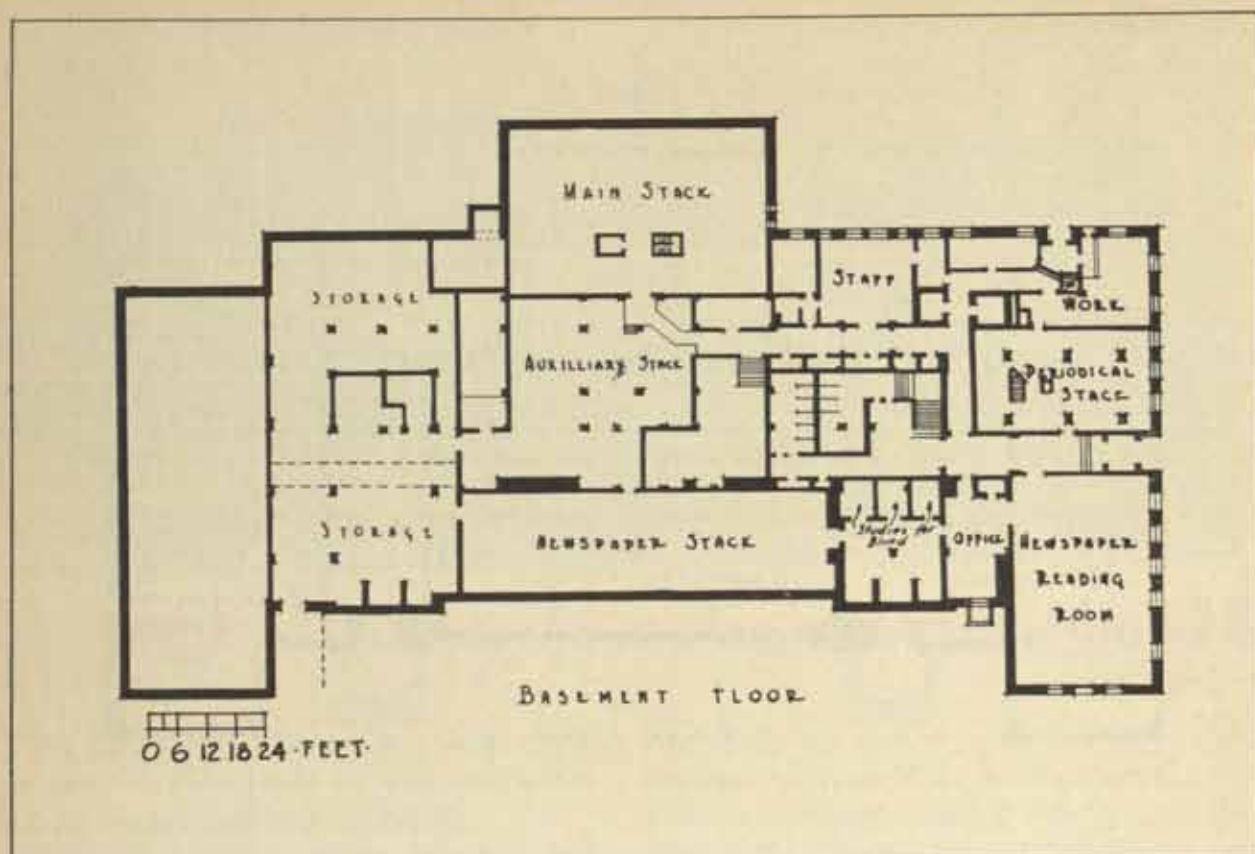 MAIN STACK
STORAGE
STAFF
WORK
AUXILLIARY STACK
PERIODICAL
STACK
STORAGE
NEWSPAPER STACK
Studies for
Blind
OFFICE
NEWSPAPER
READING
ROOM
BASEMENT FLOOR
0 6 12 18 24 · FEET ·